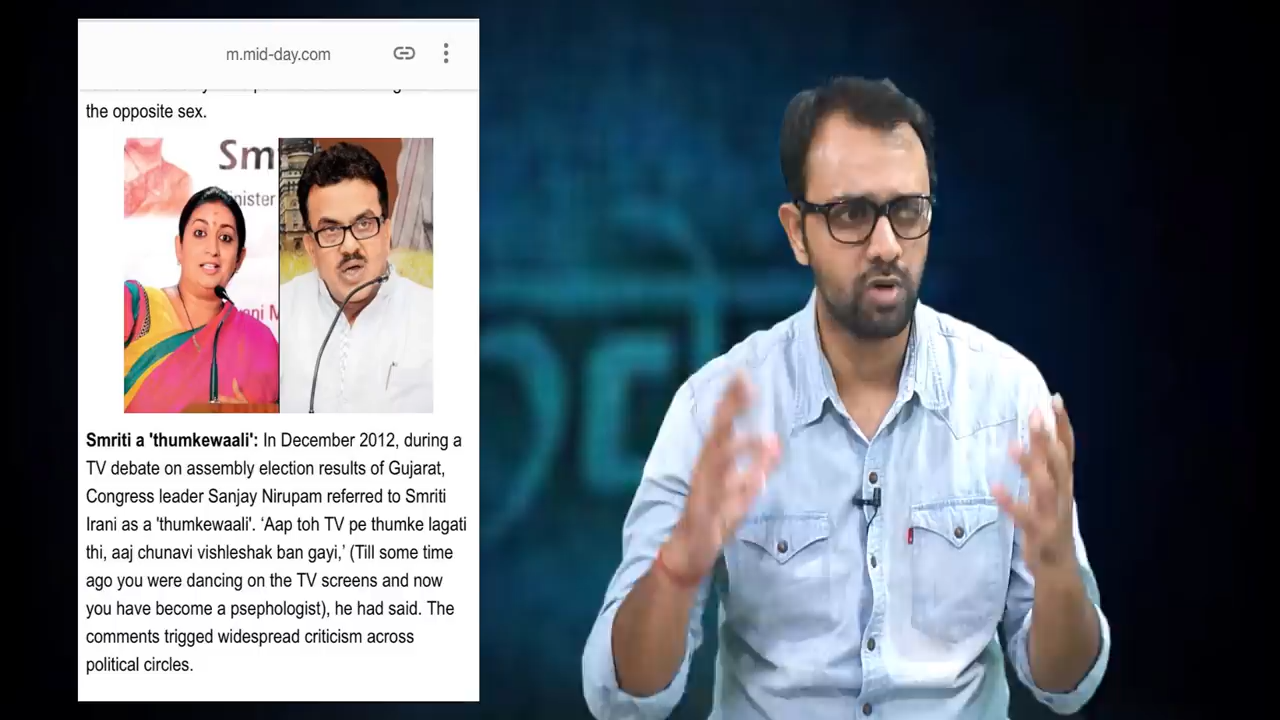 m.mid-day.com
the opposite sex.
Sm
inister
ni M
Smriti a 'thumkewaali': In December 2012, during a
TV debate on assembly election results of Gujarat,
Congress leader Sanjay Nirupam referred to Smriti
Irani as a 'thumkewaali'. ‘Aap toh TV pe thumke lagati
thi, aaj chunavi vishleshak ban gayi,’ (Till some time
ago you were dancing on the TV screens and now
you have become a psephologist), he had said. The
comments trigged widespread criticism across
political circles.